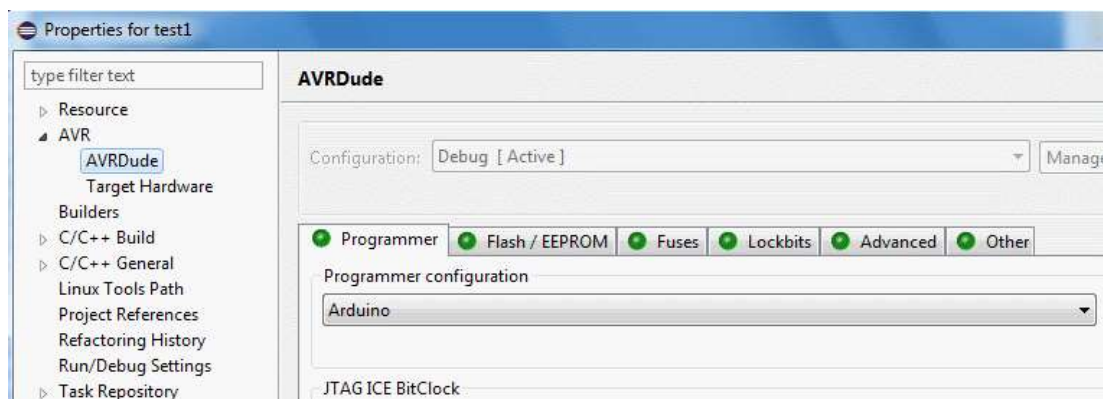 Properties for test1
type filter text
Resource
AVR
AVRDude
Target Hardware
Builders
C/C++ Build
C/C++ General
Linux Tools Path
Project References
Refactoring History
Run/Debug Settings
Task Repository
AVRDude
Configuration: Debug [ Active ] Manage
Programmer Flash / EEPROM Fuses Lockbits Advanced Other
Programmer configuration
Arduino
JTAG ICE BitClock